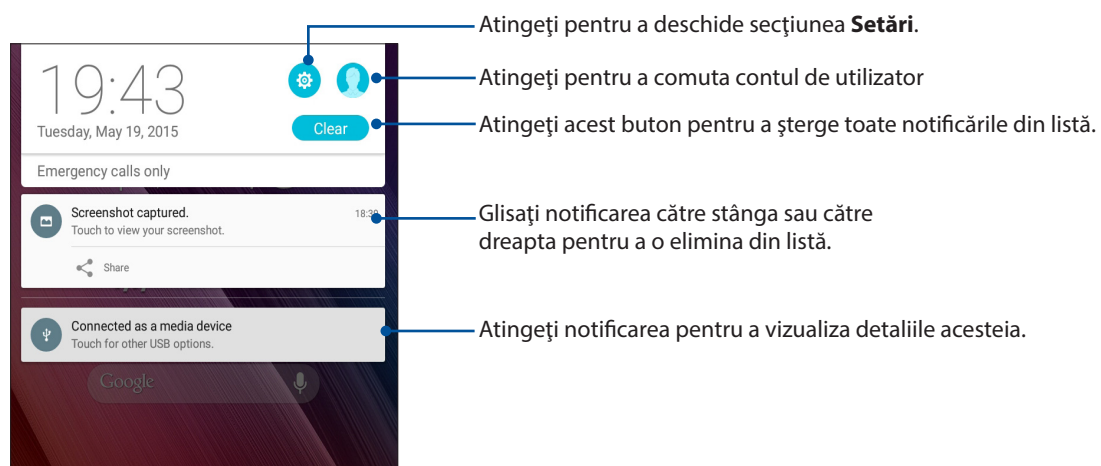 Atingeţi pentru a deschide secţiunea Setări.
19:43
Atingeţi pentru a comuta contul de utilizator
Tuesday, May 19, 2015
Clear
Atingeţi acest buton pentru a şterge toate notificările din listă.
Emergency calls only
Screenshot captured.
Touch to view your screenshot.
Share
Glisaţi notificarea către stânga sau către
dreapta pentru a o elimina din listă.
Connected as a media device
Touch for other USB options.
Atingeţi notificarea pentru a vizualiza detaliile acesteia.
Google